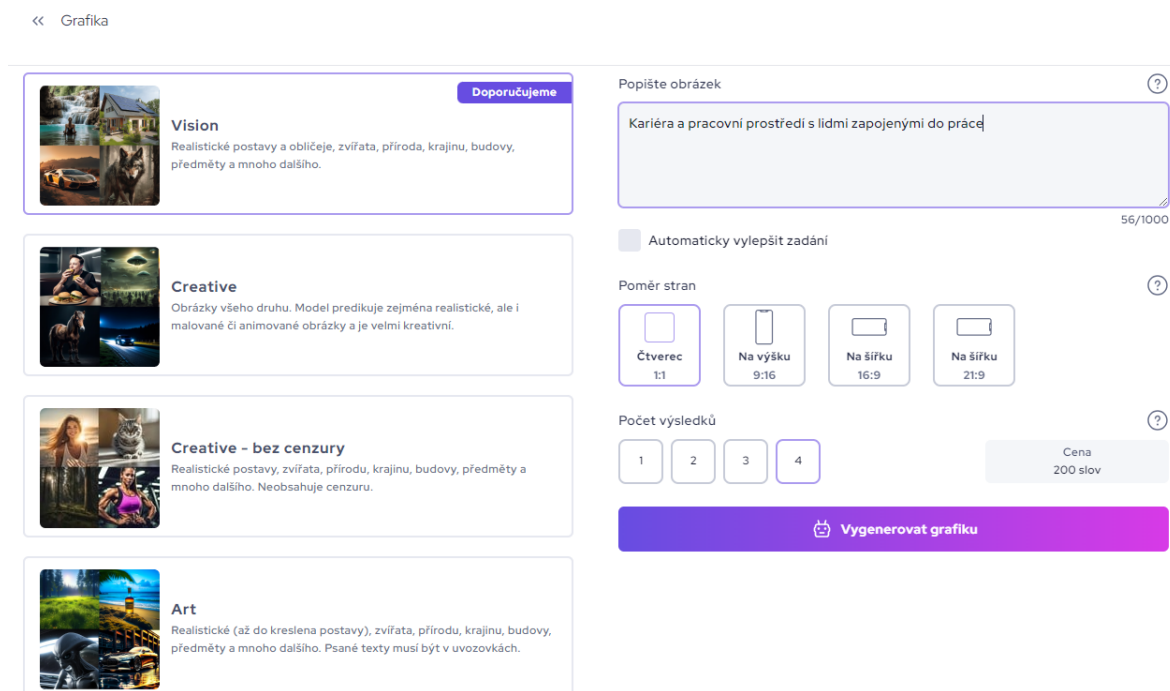 Grafika
Doporučujeme
Vision
Realistické postavy a obličeje, zvířata, příroda, krajinu, budovy,
předměty a mnoho dalšího.
Creative
Obrázky všeho druhu. Model predikuje zejména realistické, ale i
malované či animované obrázky a je velmi kreativní.
Creative - bez cenzury
Realistické postavy, zvířata, přírodu, krajinu, budovy, předměty a
mnoho dalšího. Neobsahuje cenzuru.
Art
Realistické (až do kreslena postavy), zvířata, přírodu, krajinu, budovy,
předměty a mnoho dalšího. Psané texty musí být v uvozovkách.
Popište obrázek
?
Kariéra a pracovní prostředí s lidmi zapojenými do práce
56/1000
Automaticky vylepšit zadání
Poměr stran
?
Čtverec
1:1
Na výšku
9:16
Na šířku
16:9
Na šířku
21:9
Počet výsledků
?
1
2
3
4
Cena
200 slov
Vygenerovat grafiku